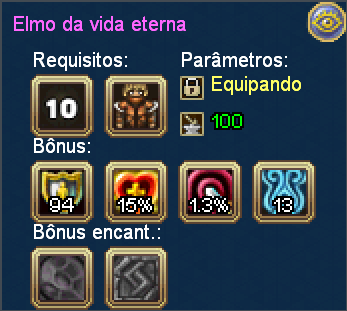 Elmo da vida eterna
Requisitos: Parâmetros:
10 Equipando
100
Bônus:
94 15% 1.3% 13
Bônus encant.: